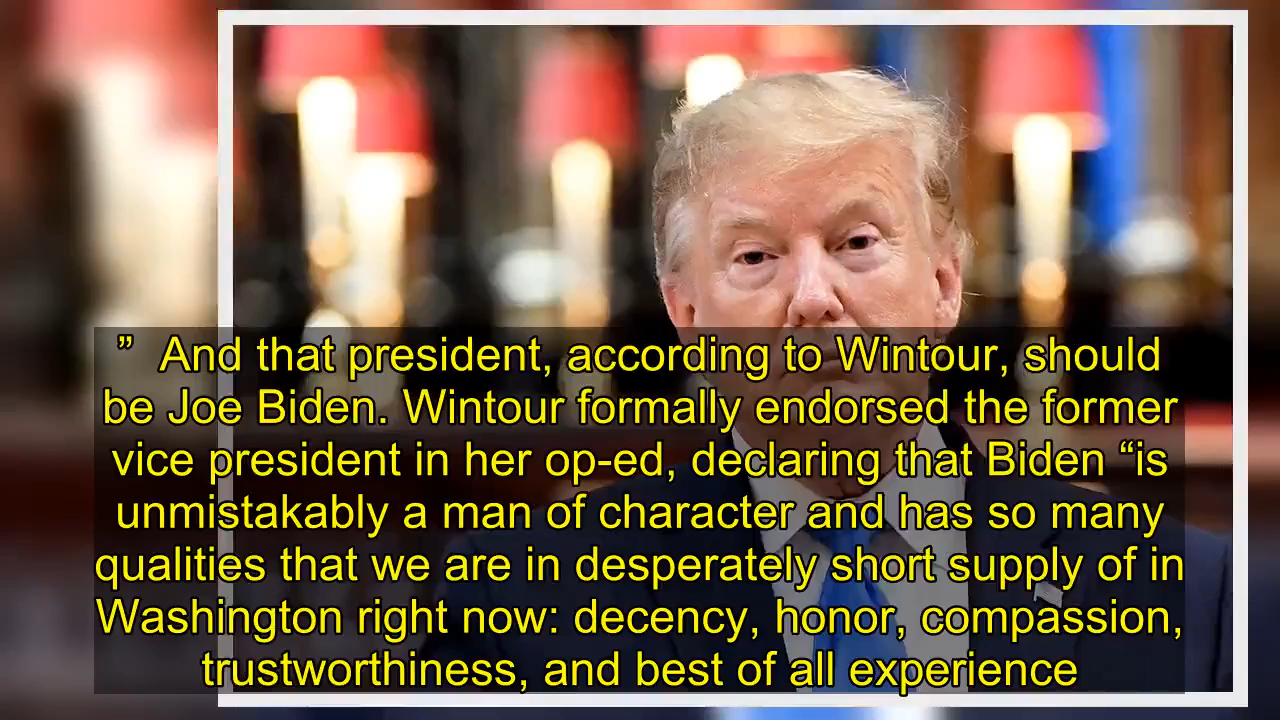 ” And that president, according to Wintour, should
be Joe Biden. Wintour formally endorsed the former
vice president in her op-ed, declaring that Biden “is
unmistakably a man of character and has so many
qualities that we are in desperately short supply of in
Washington right now: decency, honor, compassion,
trustworthiness, and best of all experience